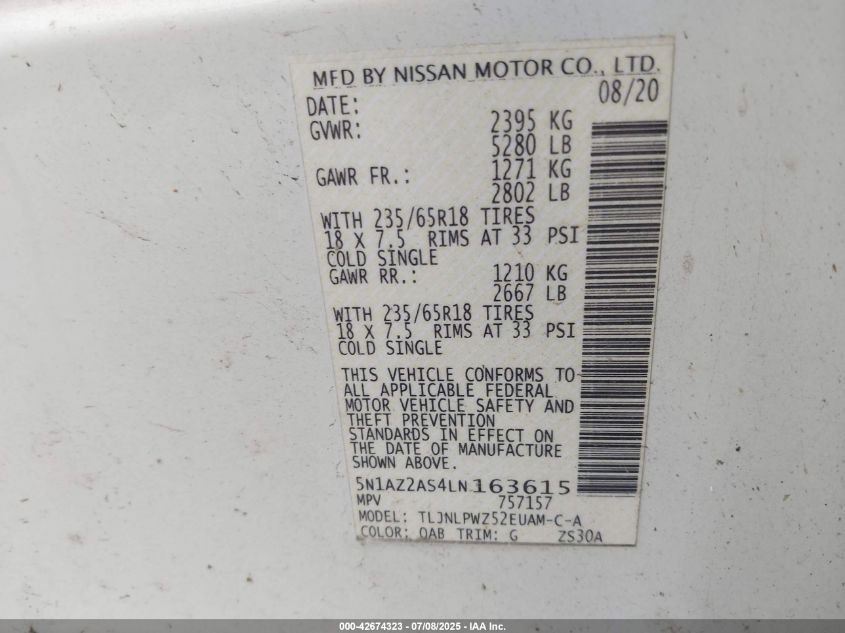 MFD BY NISSAN MOTOR CO., LTD.
DATE: 08/20
GVWR: 2395 KG
5280 LB
GAWR FR.: 1271 KG
2802 LB
WITH 235/65R18 TIRES
18 X 7.5 RIMS AT 33 PSI
COLD SINGLE
GAWR RR.: 1210 KG
2667 LB
WITH 235/65R18 TIRES
18 X 7.5 RIMS AT 33 PSI
COLD SINGLE
THIS VEHICLE CONFORMS TO
ALL APPLICABLE FEDERAL
MOTOR VEHICLE SAFETY AND
THEFT PREVENTION
STANDARDS IN EFFECT ON
THE DATE OF MANUFACTURE
SHOWN ABOVE.
5N1AZ2AS4LN163615
MPV 757157
MODEL: TLJNLPWZ52EUAM-C-A
COLOR: QAB TRIM: G ZS30A
000-42674323 - 07/08/2025 - IAA Inc.